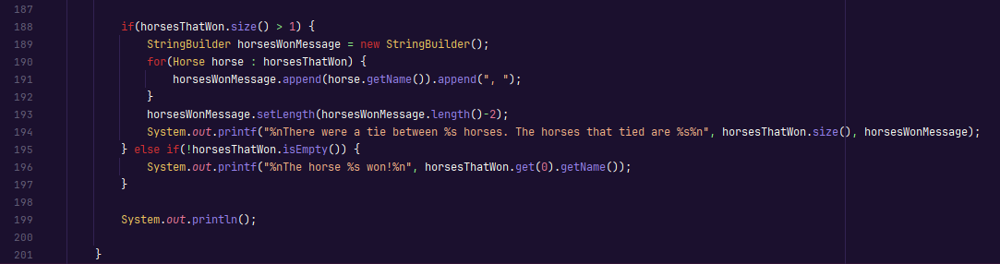 187
188 if(horsesThatWon.size() > 1) {
189 StringBuilder horsesWonMessage = new StringBuilder();
190 for(Horse horse : horsesThatWon) {
191 horsesWonMessage.append(horse.getName()).append(", ");
192 }
193 horsesWonMessage.setLength(horsesWonMessage.length()-2);
194 System.out.printf("%nThere were a tie between %s horses. The horses that tied are %s%n", horsesThatWon.size(), horsesWonMessage);
195 } else if(!horsesThatWon.isEmpty()) {
196 System.out.printf("%nThe horse %s won!%n", horsesThatWon.get(0).getName());
197 }
198
199 System.out.println();
200
201 }